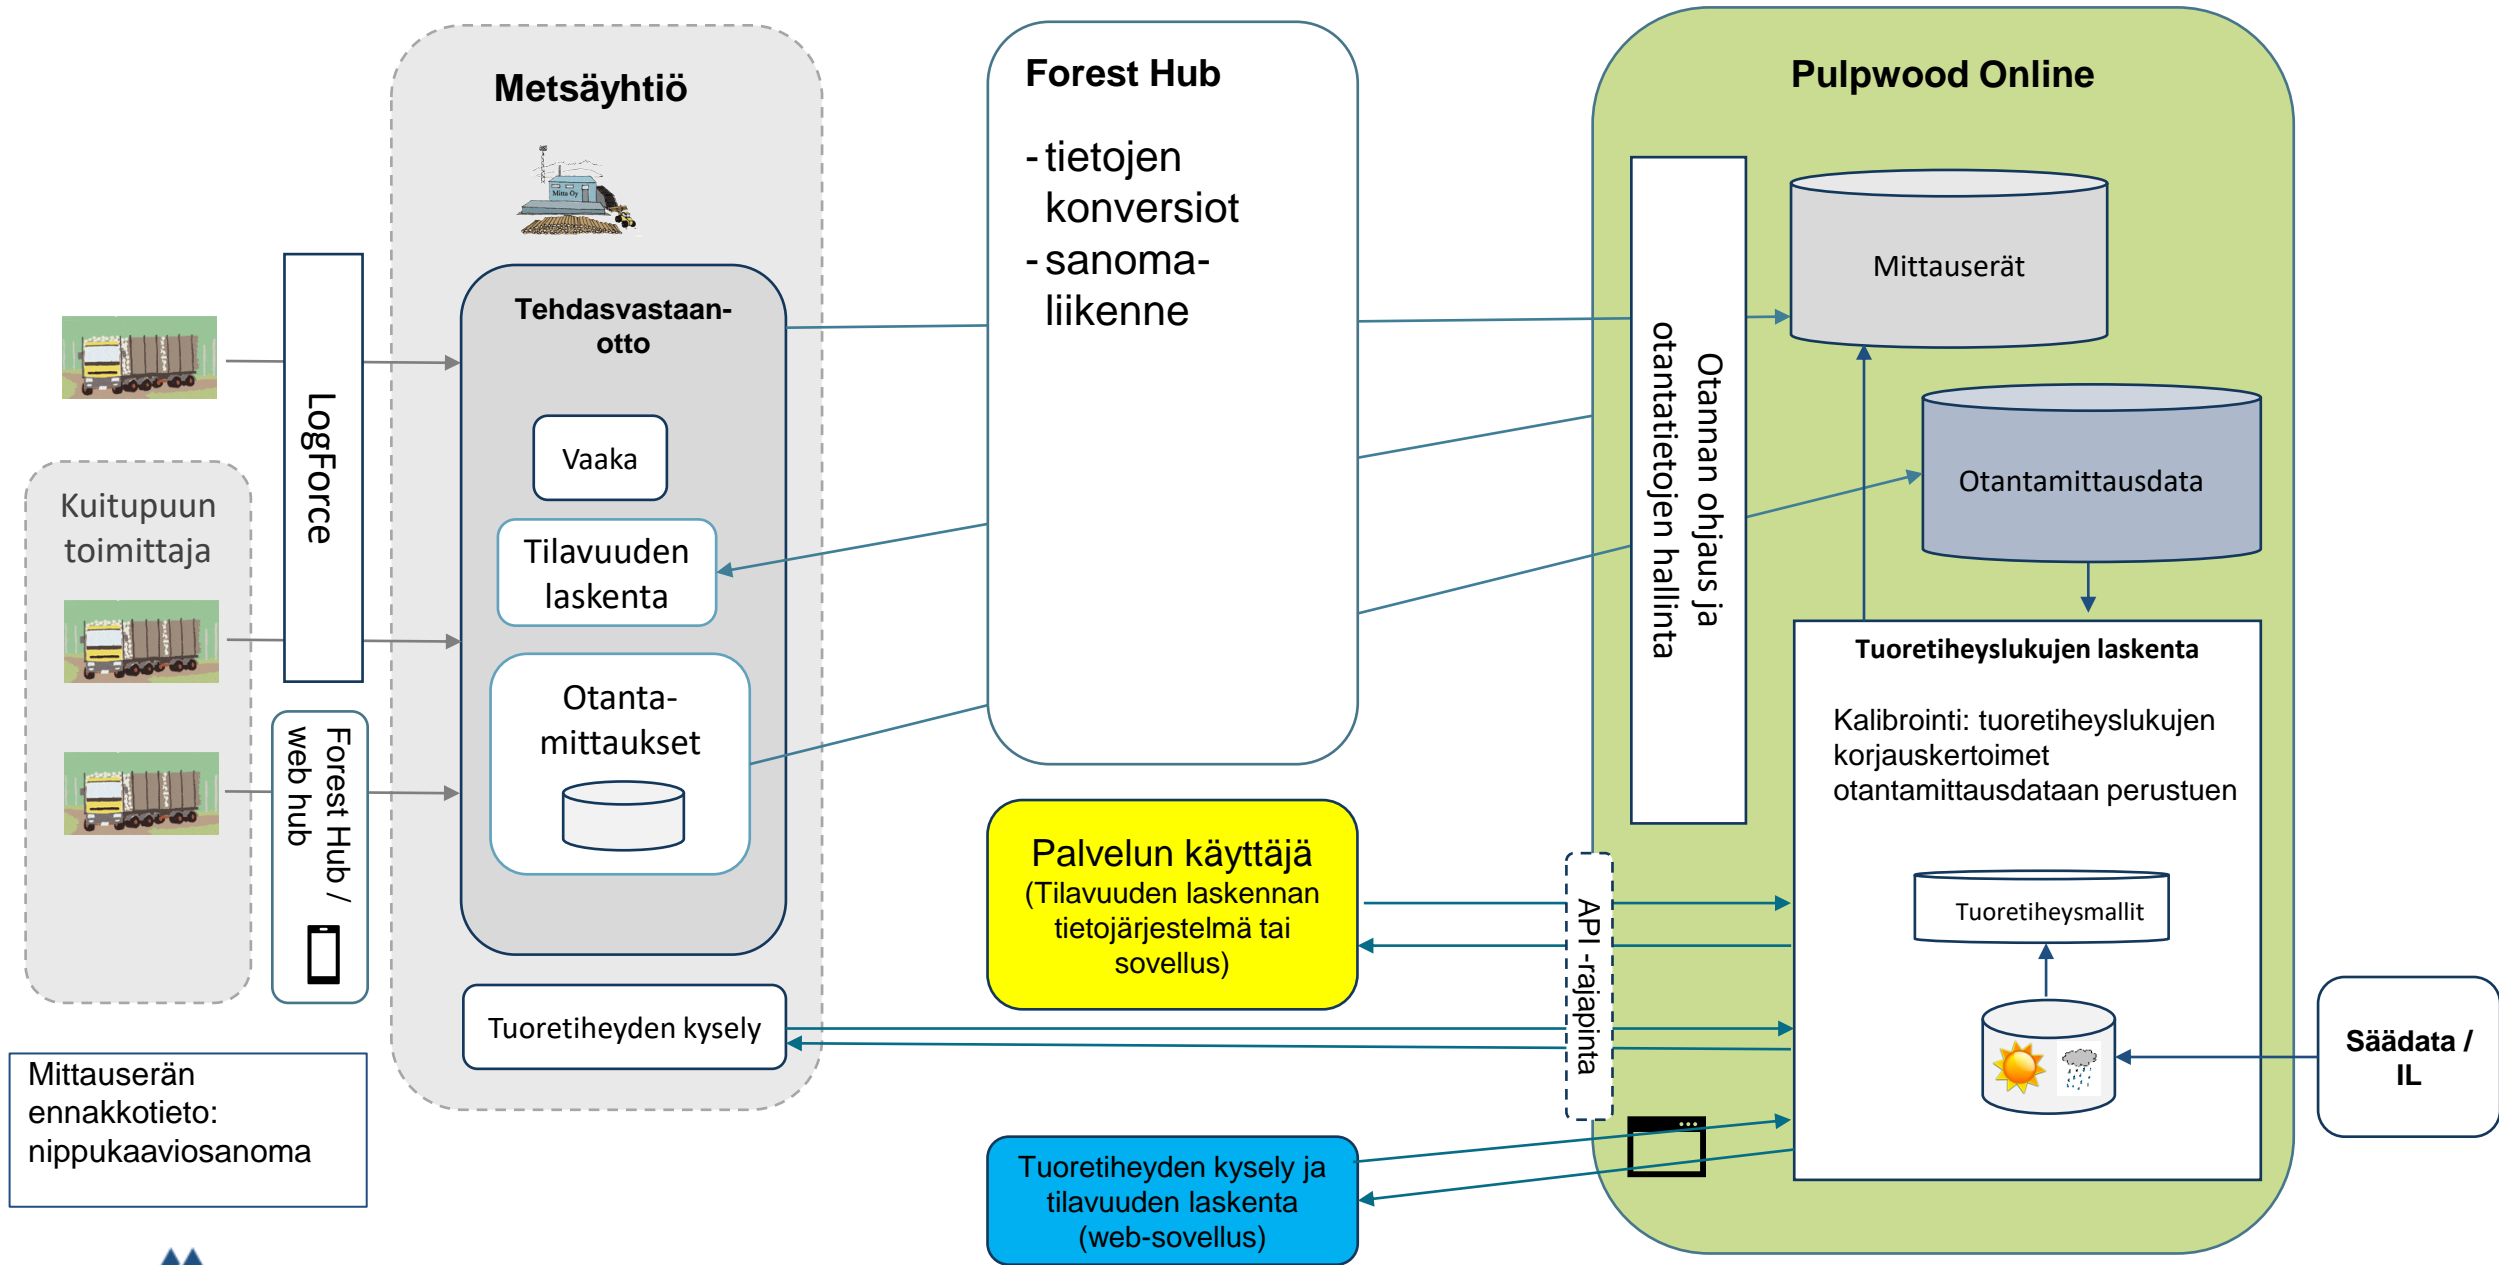 Metsäyhtiö
Mitta Oy
Tehdasvastaan-
otto
Vaaka
Tilavuuden
laskenta
Otanta-
mittaukset
Tuoretiheyden kysely
LogForce
Kuitupuun
toimittaja
Forest Hub /
web hub
Mittauserän
ennakkotieto:
nippukaaviosanoma
Forest Hub
- tietojen
konversiot
- sanoma-
liikenne
Palvelun käyttäjä
(Tilavuuden laskennan
tietojärjestelmä tai
sovellus)
Tuoretiheyden kysely ja
tilavuuden laskenta
(web-sovellus)
Pulpwood Online
Otannan ohjaus ja
otantatietojen hallinta
Mittauserät
Otantamittausdata
Tuoretiheyslukujen laskenta
Kalibrointi: tuoretiheyslukujen
korjauskertoimet
otantamittausdataan perustuen
Tuoretiheysmallit
API -rajapinta
Säädata /
IL